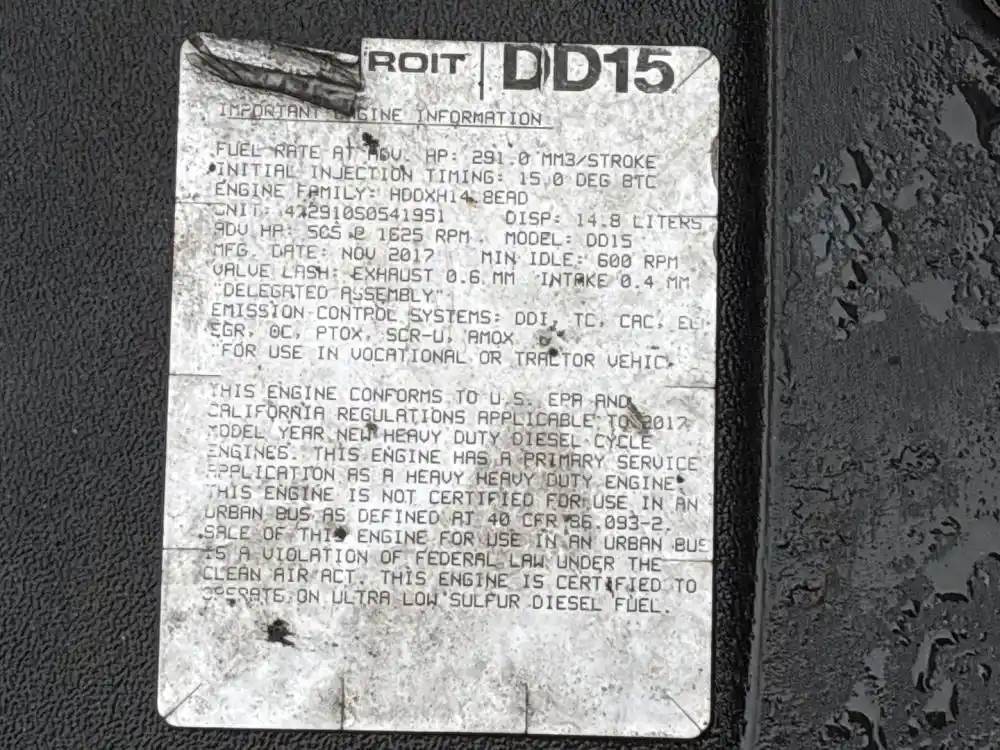 ROIT | DD15
IMPORTANT ENGINE INFORMATION
FUEL RATE AT ADV. HP: 291.0 MM3/STROKE
INITIAL INJECTION TIMING: 15.0 DEG BTC
ENGINE FAMILY: HDDXH14.8EAD
UNIT: DISP: 14.8 LITERS
ADV HP: 505 @ 1625 RPM. MODEL: DD15
MFG. DATE: NOV 2017 MIN IDLE: 600 RPM
VALVE LASH: EXHAUST 0.6 MM INTAKE 0.4 MM
"DELEGATED ASSEMBLY"
EMISSION CONTROL SYSTEMS: DDI, TC, CAC,
EGR, OC, PTOX, SCR-U, AMOX
"FOR USE IN VOCATIONAL OR TRACTOR VEHIC
THIS ENGINE CONFORMS TO U.S. EPA AND
CALIFORNIA REGULATIONS APPLICABLE TO 2017
MODEL YEAR NEW HEAVY DUTY DIESEL CYCLE
ENGINES. THIS ENGINE HAS A PRIMARY SERVICE
APPLICATION AS A HEAVY HEAVY DUTY ENGINE.
THIS ENGINE IS NOT CERTIFIED FOR USE IN AN
URBAN BUS AS DEFINED AT 40 CFR 86.093-2.
SALE OF THIS ENGINE FOR USE IN AN URBAN BUS
IS A VIOLATION OF FEDERAL LAW UNDER THE
CLEAN AIR ACT. THIS ENGINE IS CERTIFIED TO
OPERATE ON ULTRA LOW SULFUR DIESEL FUEL.